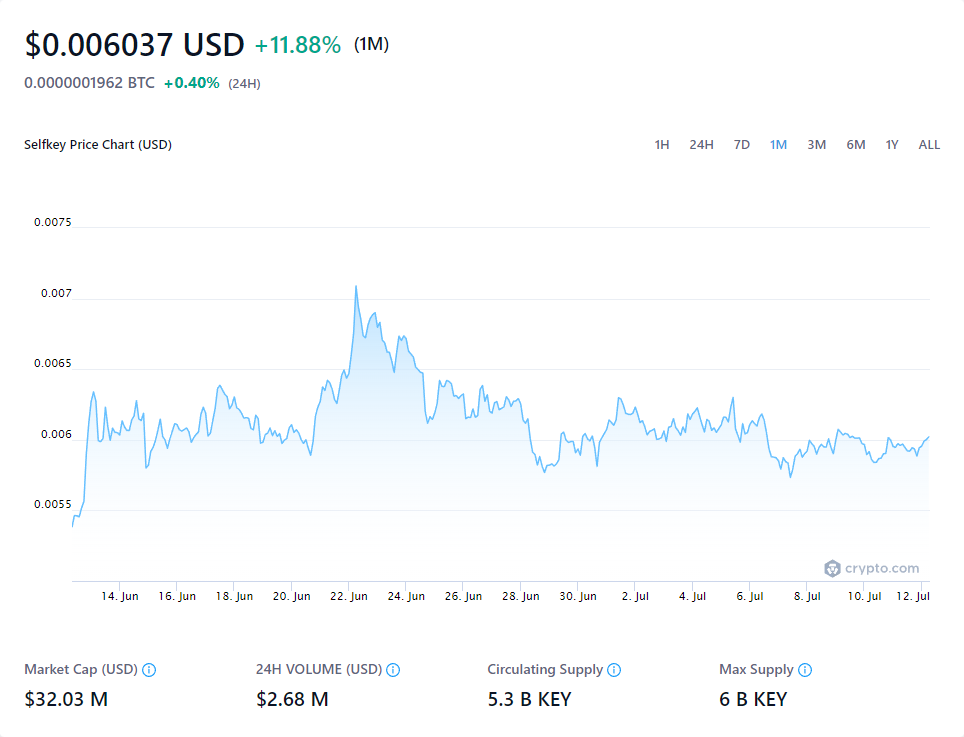 $0.006037 USD +11.88% (1M)
0.0000001962 BTC +0.40% (24H)
Selfkey Price Chart (USD) 1H 24H 7D 1M 3M 6M 1Y ALL
0.0075
0.007
0.0065
0.006
0.0055
crypto.com
14. Jun 16. Jun 18. Jun 20. Jun 22. Jun 24. Jun 26. Jun 28. Jun 30. Jun 2. Jul 4. Jul 6. Jul 8. Jul 10. Jul 12. Jul
Market Cap (USD) 24H VOLUME (USD) Circulating Supply Max Supply
$32.03 M $2.68 M 5.3 B KEY 6 B KEY